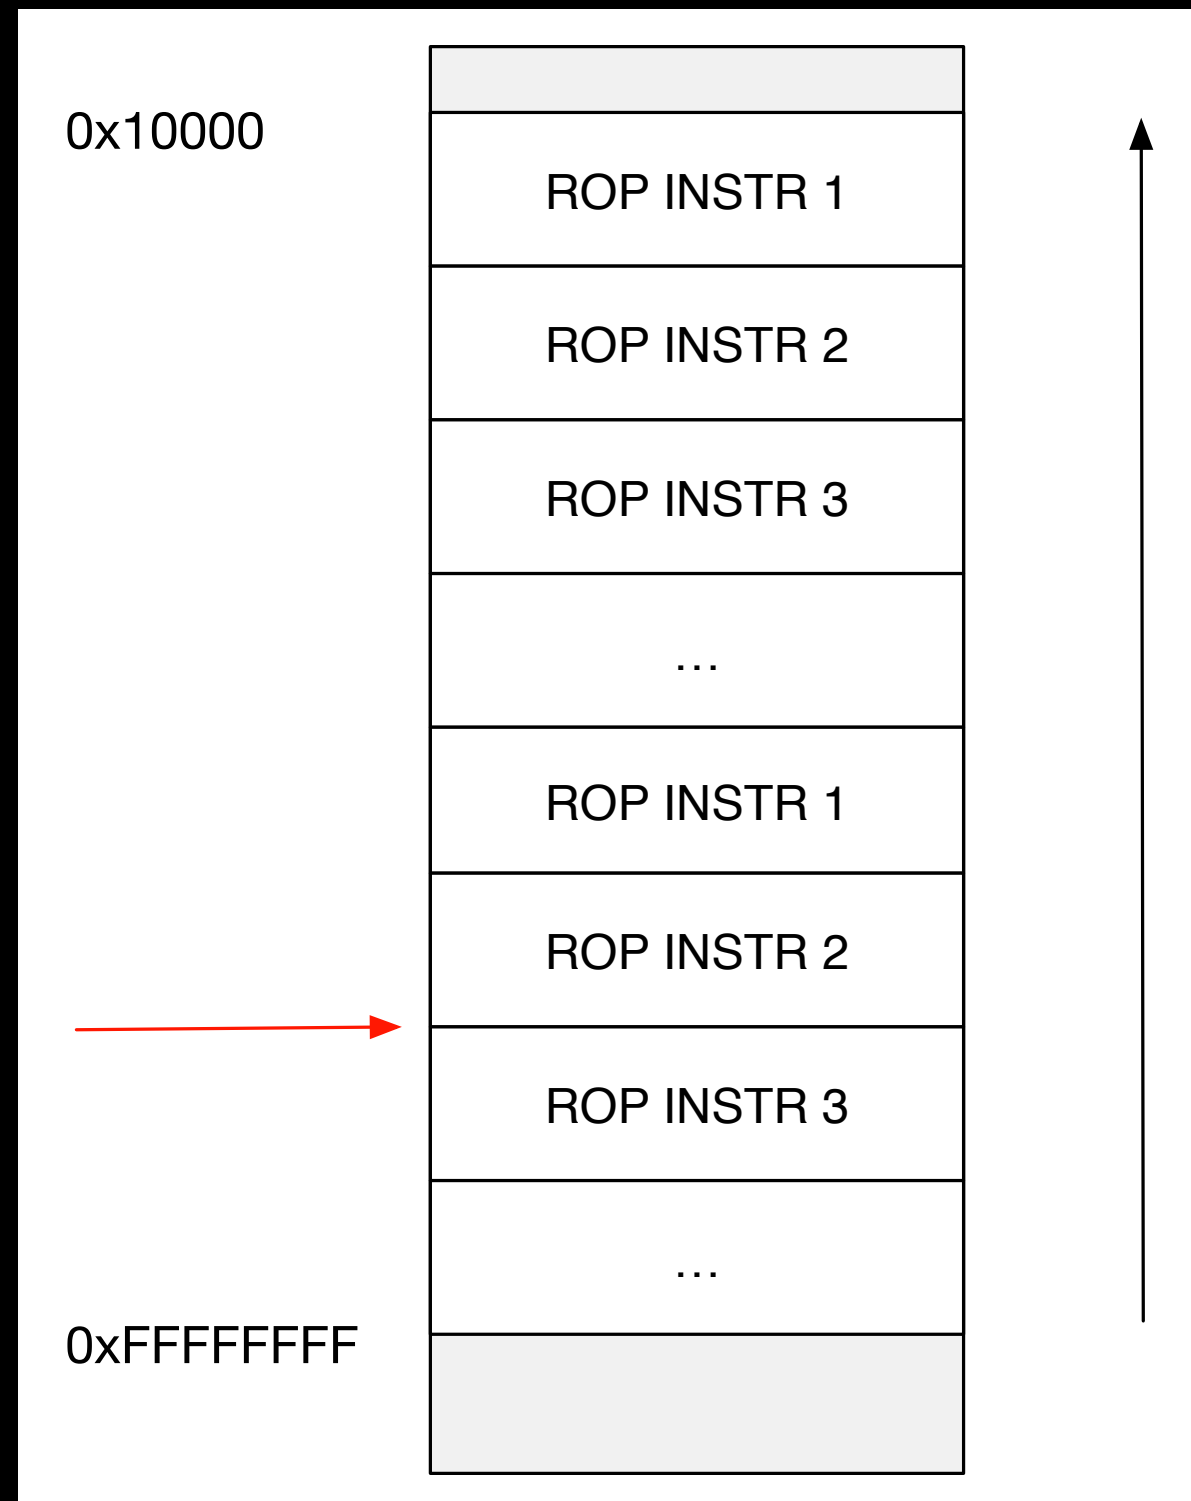 0x10000
ROP INSTR 1
ROP INSTR 2
ROP INSTR 3
...
ROP INSTR 1
ROP INSTR 2
ROP INSTR 3
...
0xFFFFFFFF